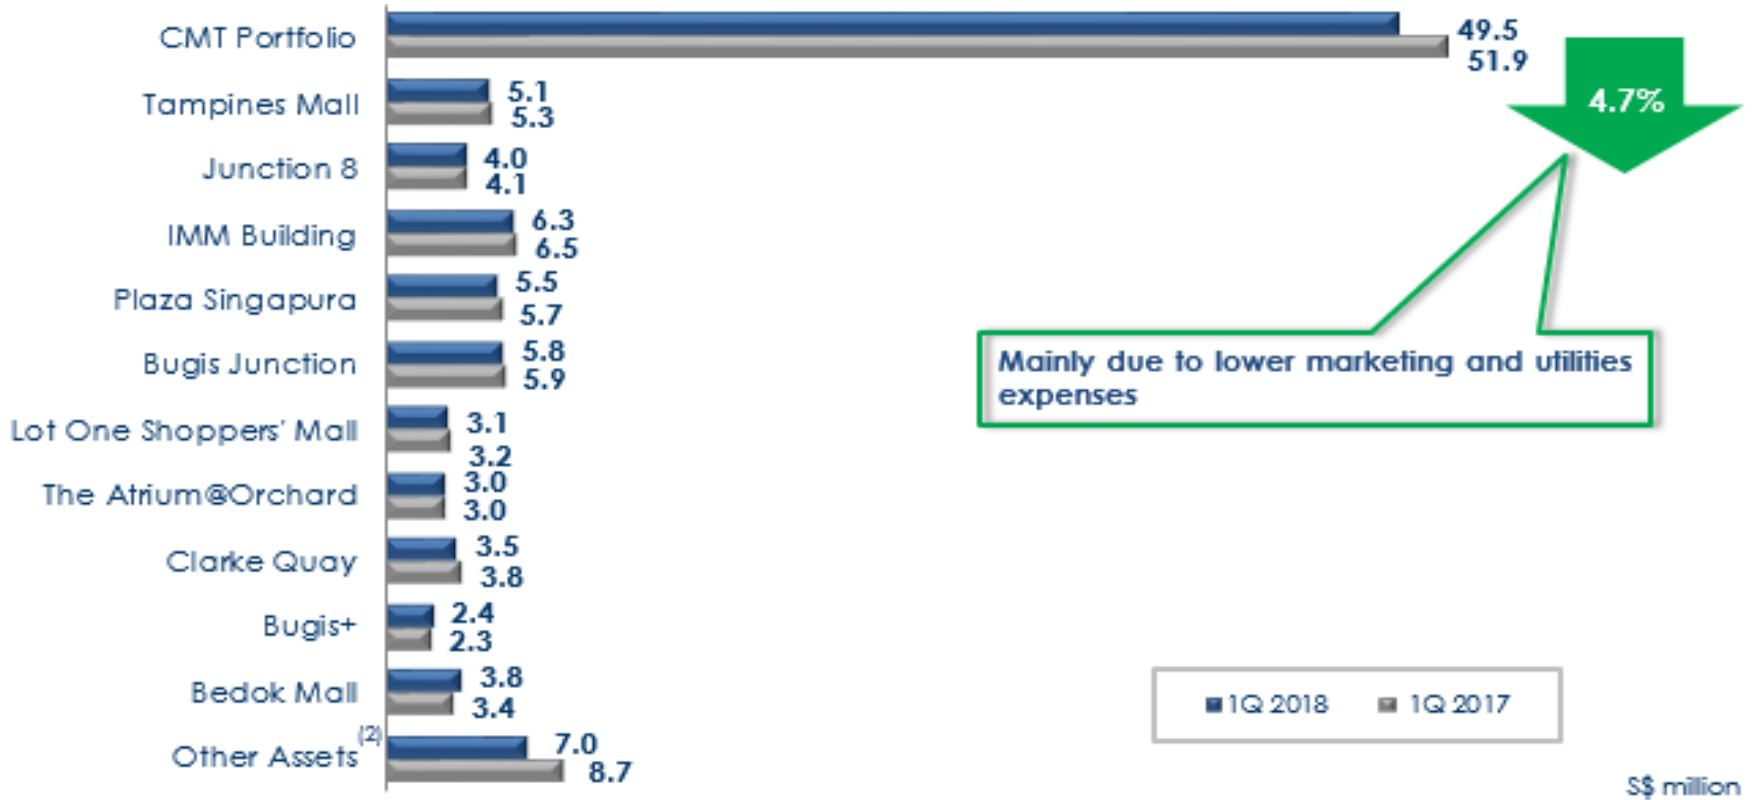 CMT Portfolio
49.5
51.9
4.7%
Tampines Mall
5.1
5.3
Junction 8
4.0
4.1
IMM Building
6.3
6.5
Plaza Singapura
5.5
5.7
Bugis Junction
5.8
5.9
Mainly due to lower marketing and utilities
expenses
Lot One Shoppers' Mall
3.1
3.2
The Atrium@Orchard
3.0
3.0
Clarke Quay
3.5
3.8
Bugis+
2.4
2.3
Bedok Mall
3.8
3.4
1Q 2018 1Q 2017
Other Assets (2)
7.0
8.7
S$ million